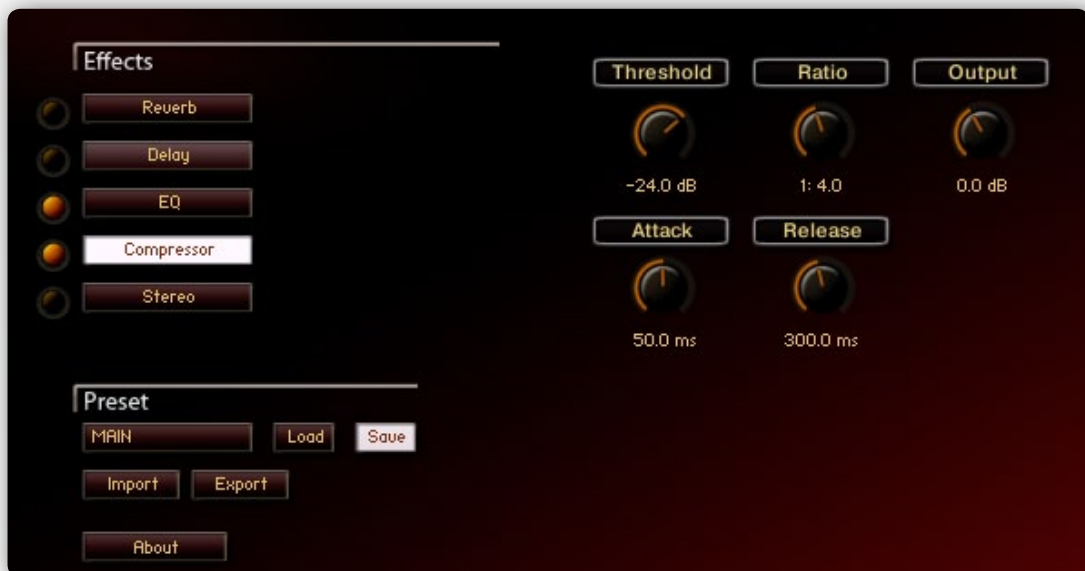 Effects
Reverb
Delay
EQ
Compressor
Stereo
Threshold
Ratio
Output
-24.0 dB
1: 4.0
0.0 dB
Attack
Release
50.0 ms
300.0 ms
Preset
MAIN
Load
Save
Import
Export
About